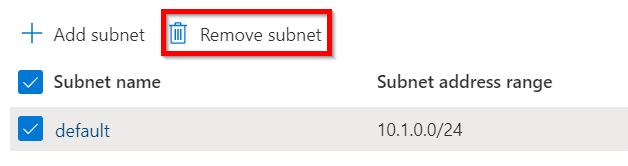 Add subnet Remove subnet
Subnet name Subnet address range
default 10.1.0.0/24